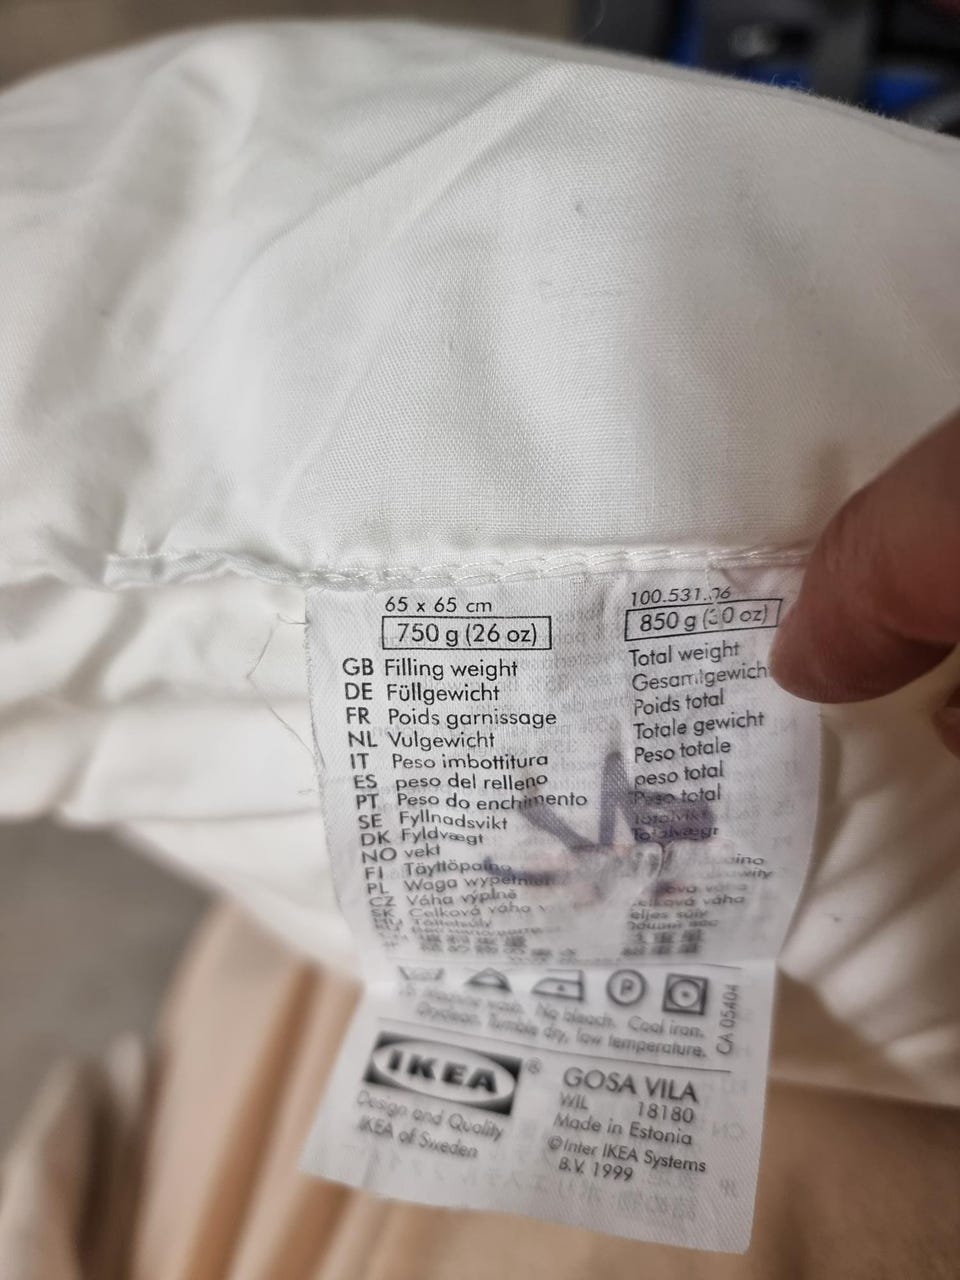 65 x 65 cm
750 g (26 oz)
GB Filling weight
DE Füllgewicht
FR Poids garnissage
NL Vulgewicht
IT Peso imbottitura
ES peso del relleno
PT Peso do enchimento
SE Fyllnadsvikt
DK Fyldvægt
NO vekt
FI Täyttöpaino
PL Waga
CZ Váha výplně
SK Celková váha
100.531.
850 g (30 oz)
Total weight
Poids total
Totale gewicht
Peso totale
peso total
Peso total
Totalvikt
Totalvægt
váha
No bleach. Cool iron.
Dryclean. Tumble dry, low temperature.
CA 05404
IKEA ®
Design and Quality
IKEA of Sweden
GOSA VILA
WIL 18180
Made in Estonia
©Inter IKEA Systems
B.V. 1999